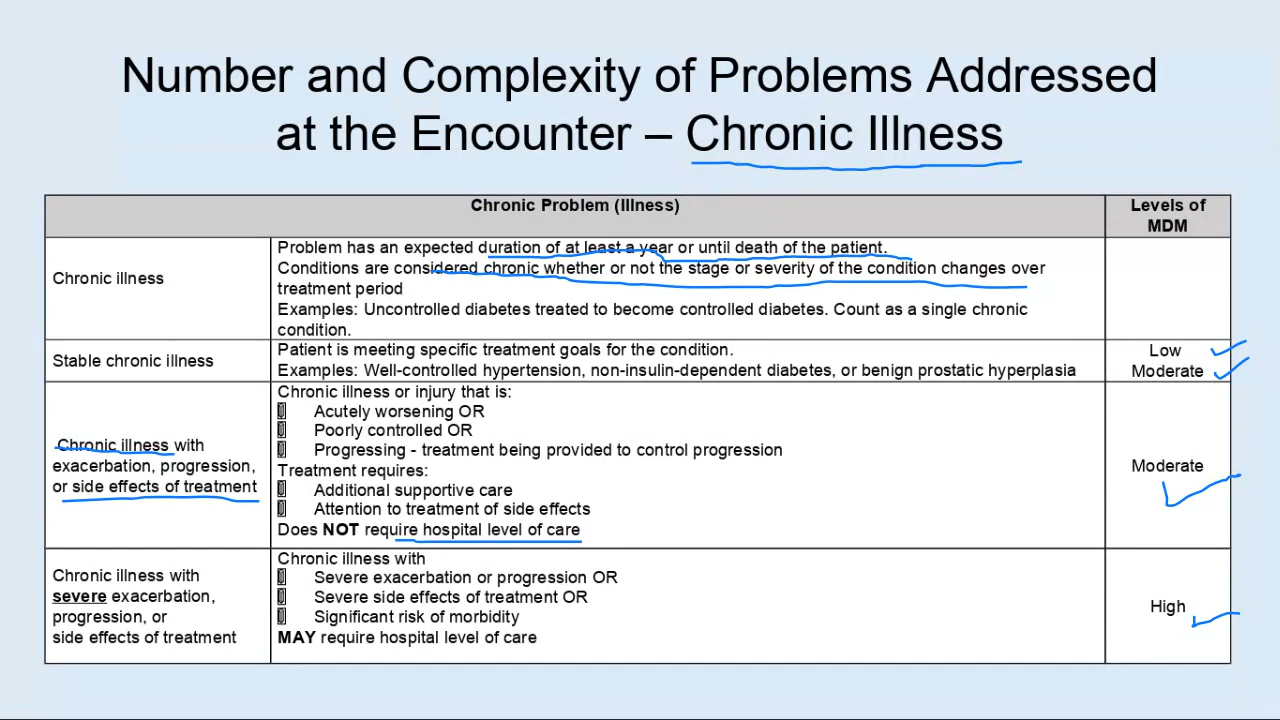 Number and Complexity of Problems Addressed
at the Encounter – Chronic Illness
Chronic Problem (Illness)
Levels of
MDM
Chronic illness
Problem has an expected duration of at least a year or until death of the patient.
Conditions are considered chronic whether or not the stage or severity of the condition changes over
treatment period
Examples: Uncontrolled diabetes treated to become controlled diabetes. Count as a single chronic
condition.
Stable chronic illness
Patient is meeting specific treatment goals for the condition.
Examples: Well-controlled hypertension, non-insulin-dependent diabetes, or benign prostatic hyperplasia
Low
Moderate
Chronic illness with
exacerbation, progression,
or side effects of treatment
Chronic illness or injury that is:
Acutely worsening OR
Poorly controlled OR
Progressing - treatment being provided to control progression
Treatment requires:
Additional supportive care
Attention to treatment of side effects
Does NOT require hospital level of care
Moderate
Chronic illness with
severe exacerbation,
progression, or
side effects of treatment
Chronic illness with
Severe exacerbation or progression OR
Severe side effects of treatment OR
Significant risk of morbidity
MAY require hospital level of care
High